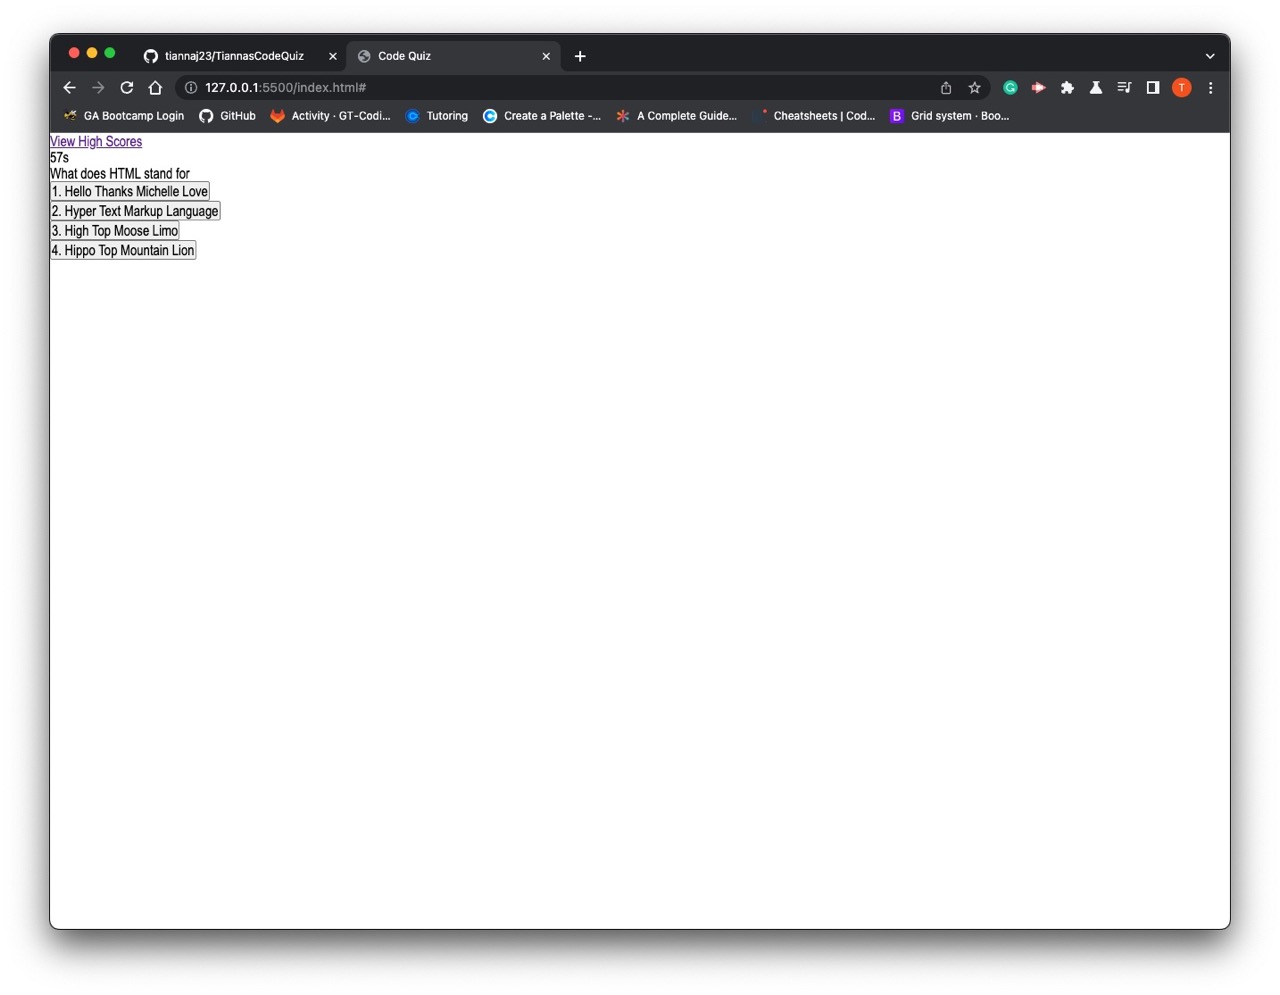 tiannaj23/TiannasCodeQuiz
Code Quiz
127.0.0.1:5500/index.html#
T
GA Bootcamp Login
GitHub
Activity · GT-Codi...
Tutoring
Create a Palette -...
A Complete Guide...
Cheatsheets | Cod...
B
Grid system · Boo...
View High Scores
57s
What does HTML stand for
1. Hello Thanks Michelle Love
2. Hyper Text Markup Language
3. High Top Moose Limo
4. Hippo Top Mountain Lion